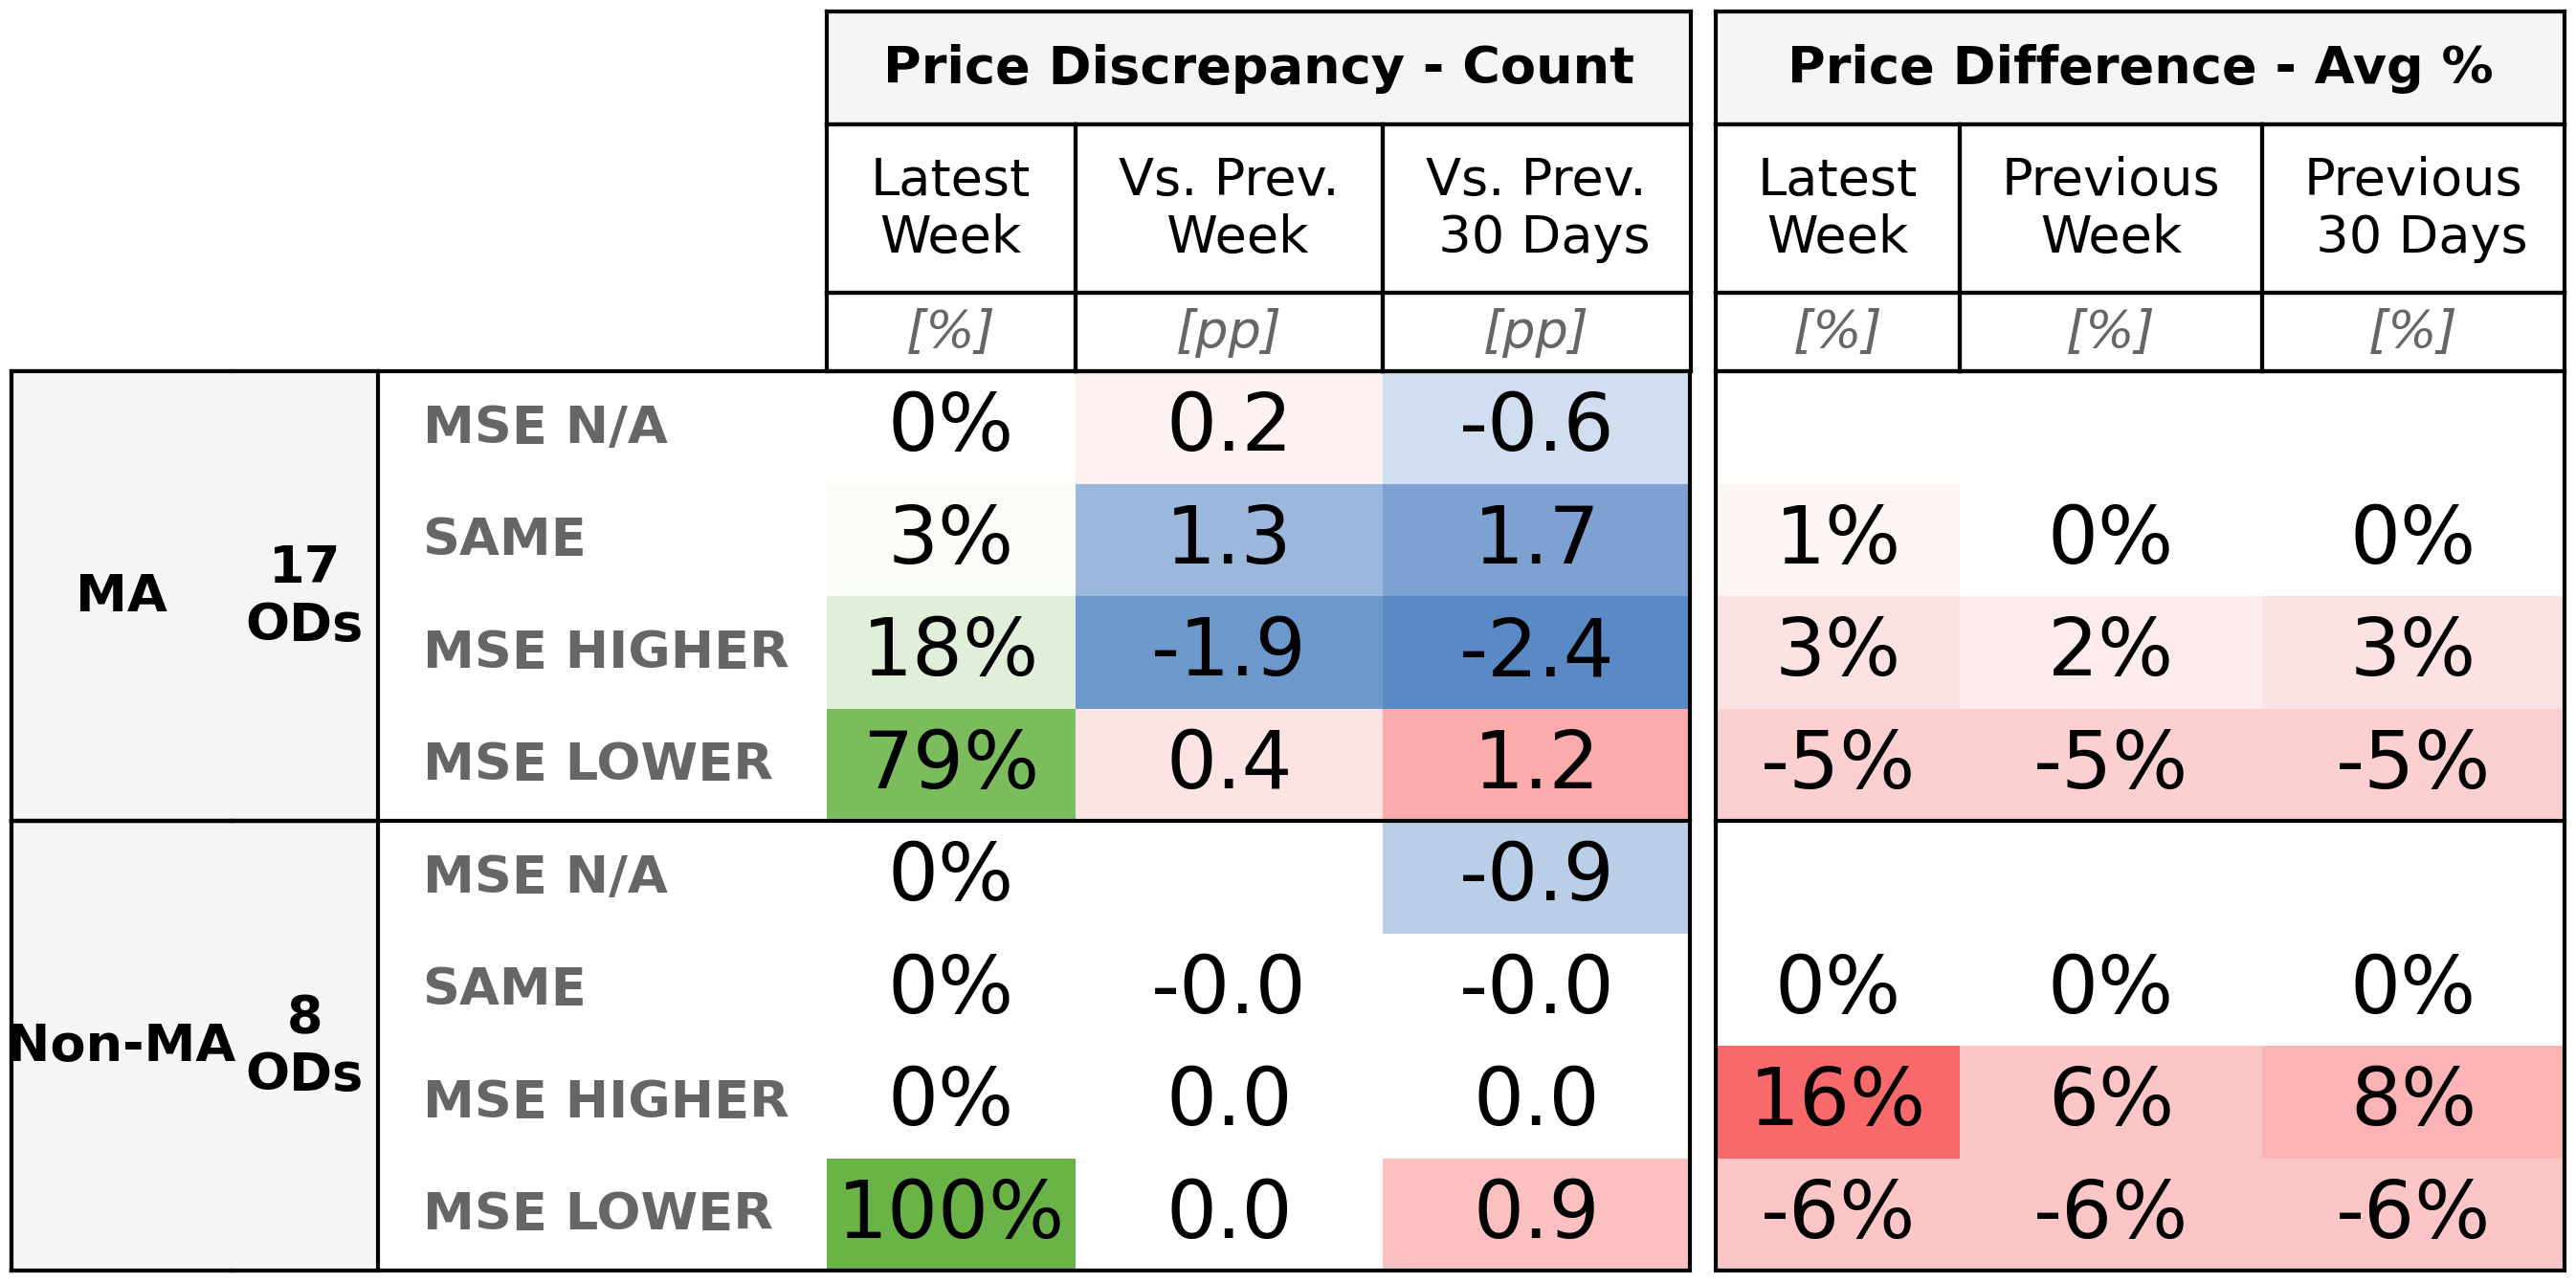 Price Discrepancy - Count Price Difference - Avg %
Latest Week Vs. Prev. Week Vs. Prev. 30 Days Latest Week Previous Week Previous 30 Days
[%] [pp] [pp] [%] [%] [%]
MA 17 ODs
MSE N/A 0% 0.2 -0.6
SAME 3% 1.3 1.7 1% 0% 0%
MSE HIGHER 18% -1.9 -2.4 3% 2% 3%
MSE LOWER 79% 0.4 1.2 -5% -5% -5%
Non-MA 8 ODs
MSE N/A 0% -0.9
SAME 0% -0.0 -0.0 0% 0% 0%
MSE HIGHER 0% 0.0 0.0 16% 6% 8%
MSE LOWER 100% 0.0 0.9 -6% -6% -6%